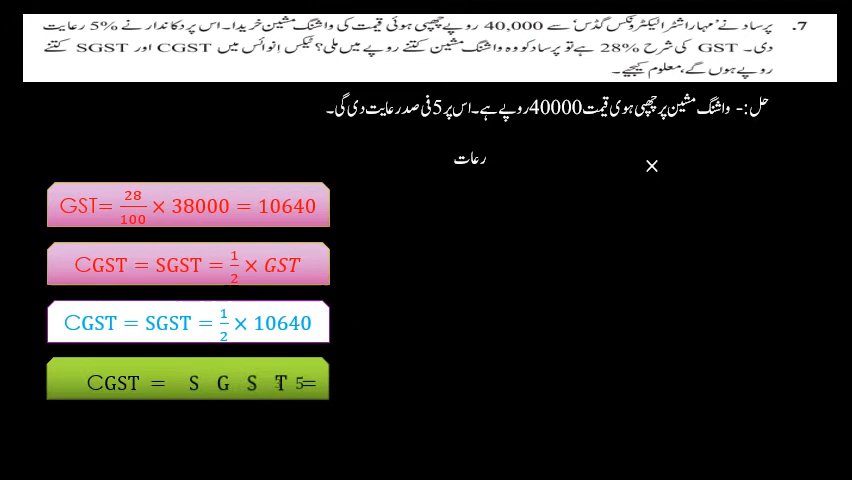 7. پرساد نے 'مہاراشٹر الیکٹرونکس گڈس' سے 40,000 روپے چھپی ہوئی قیمت کی واشنگ مشین خریدا۔ اس پر دکاندار نے 5% رعایت
دی۔ GST کی شرح 28% ہے تو پرساد کو وہ واشنگ مشین کتنے روپے میں ملی؟ ٹیکس اِنوائس میں CGST اور SGST کتنے
روپے ہوں گے، معلوم کیجیے۔
حل:- واشنگ مشین پر چھپی ہوی قیمت 40000 روپے ہے۔ اس پر 5 فی صد رعایت دی گی۔
رعات ×
GST= 28/100 × 38000 = 10640
CGST = SGST = 1/2 × GST
CGST = SGST = 1/2 × 10640
CGST = S G S T =